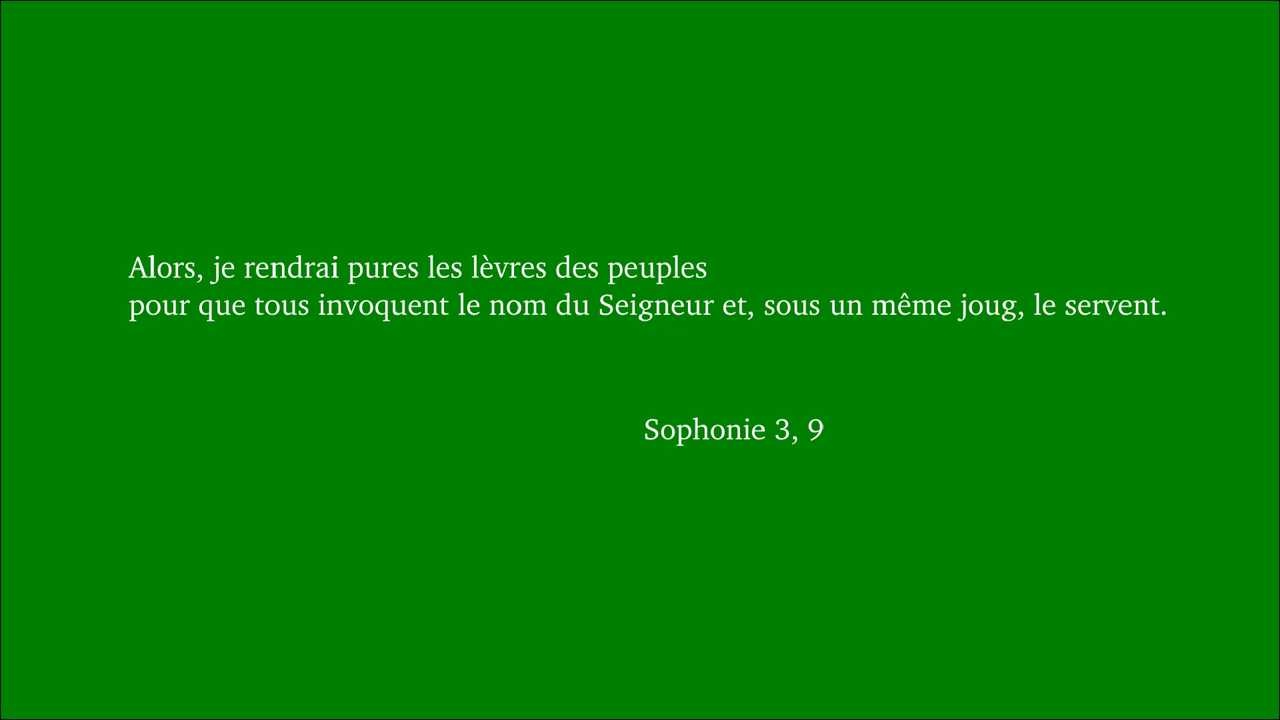 Alors, je rendrai pures les lèvres des peuples
pour que tous invoquent le nom du Seigneur et, sous un même joug, le servent.
Sophonie 3, 9